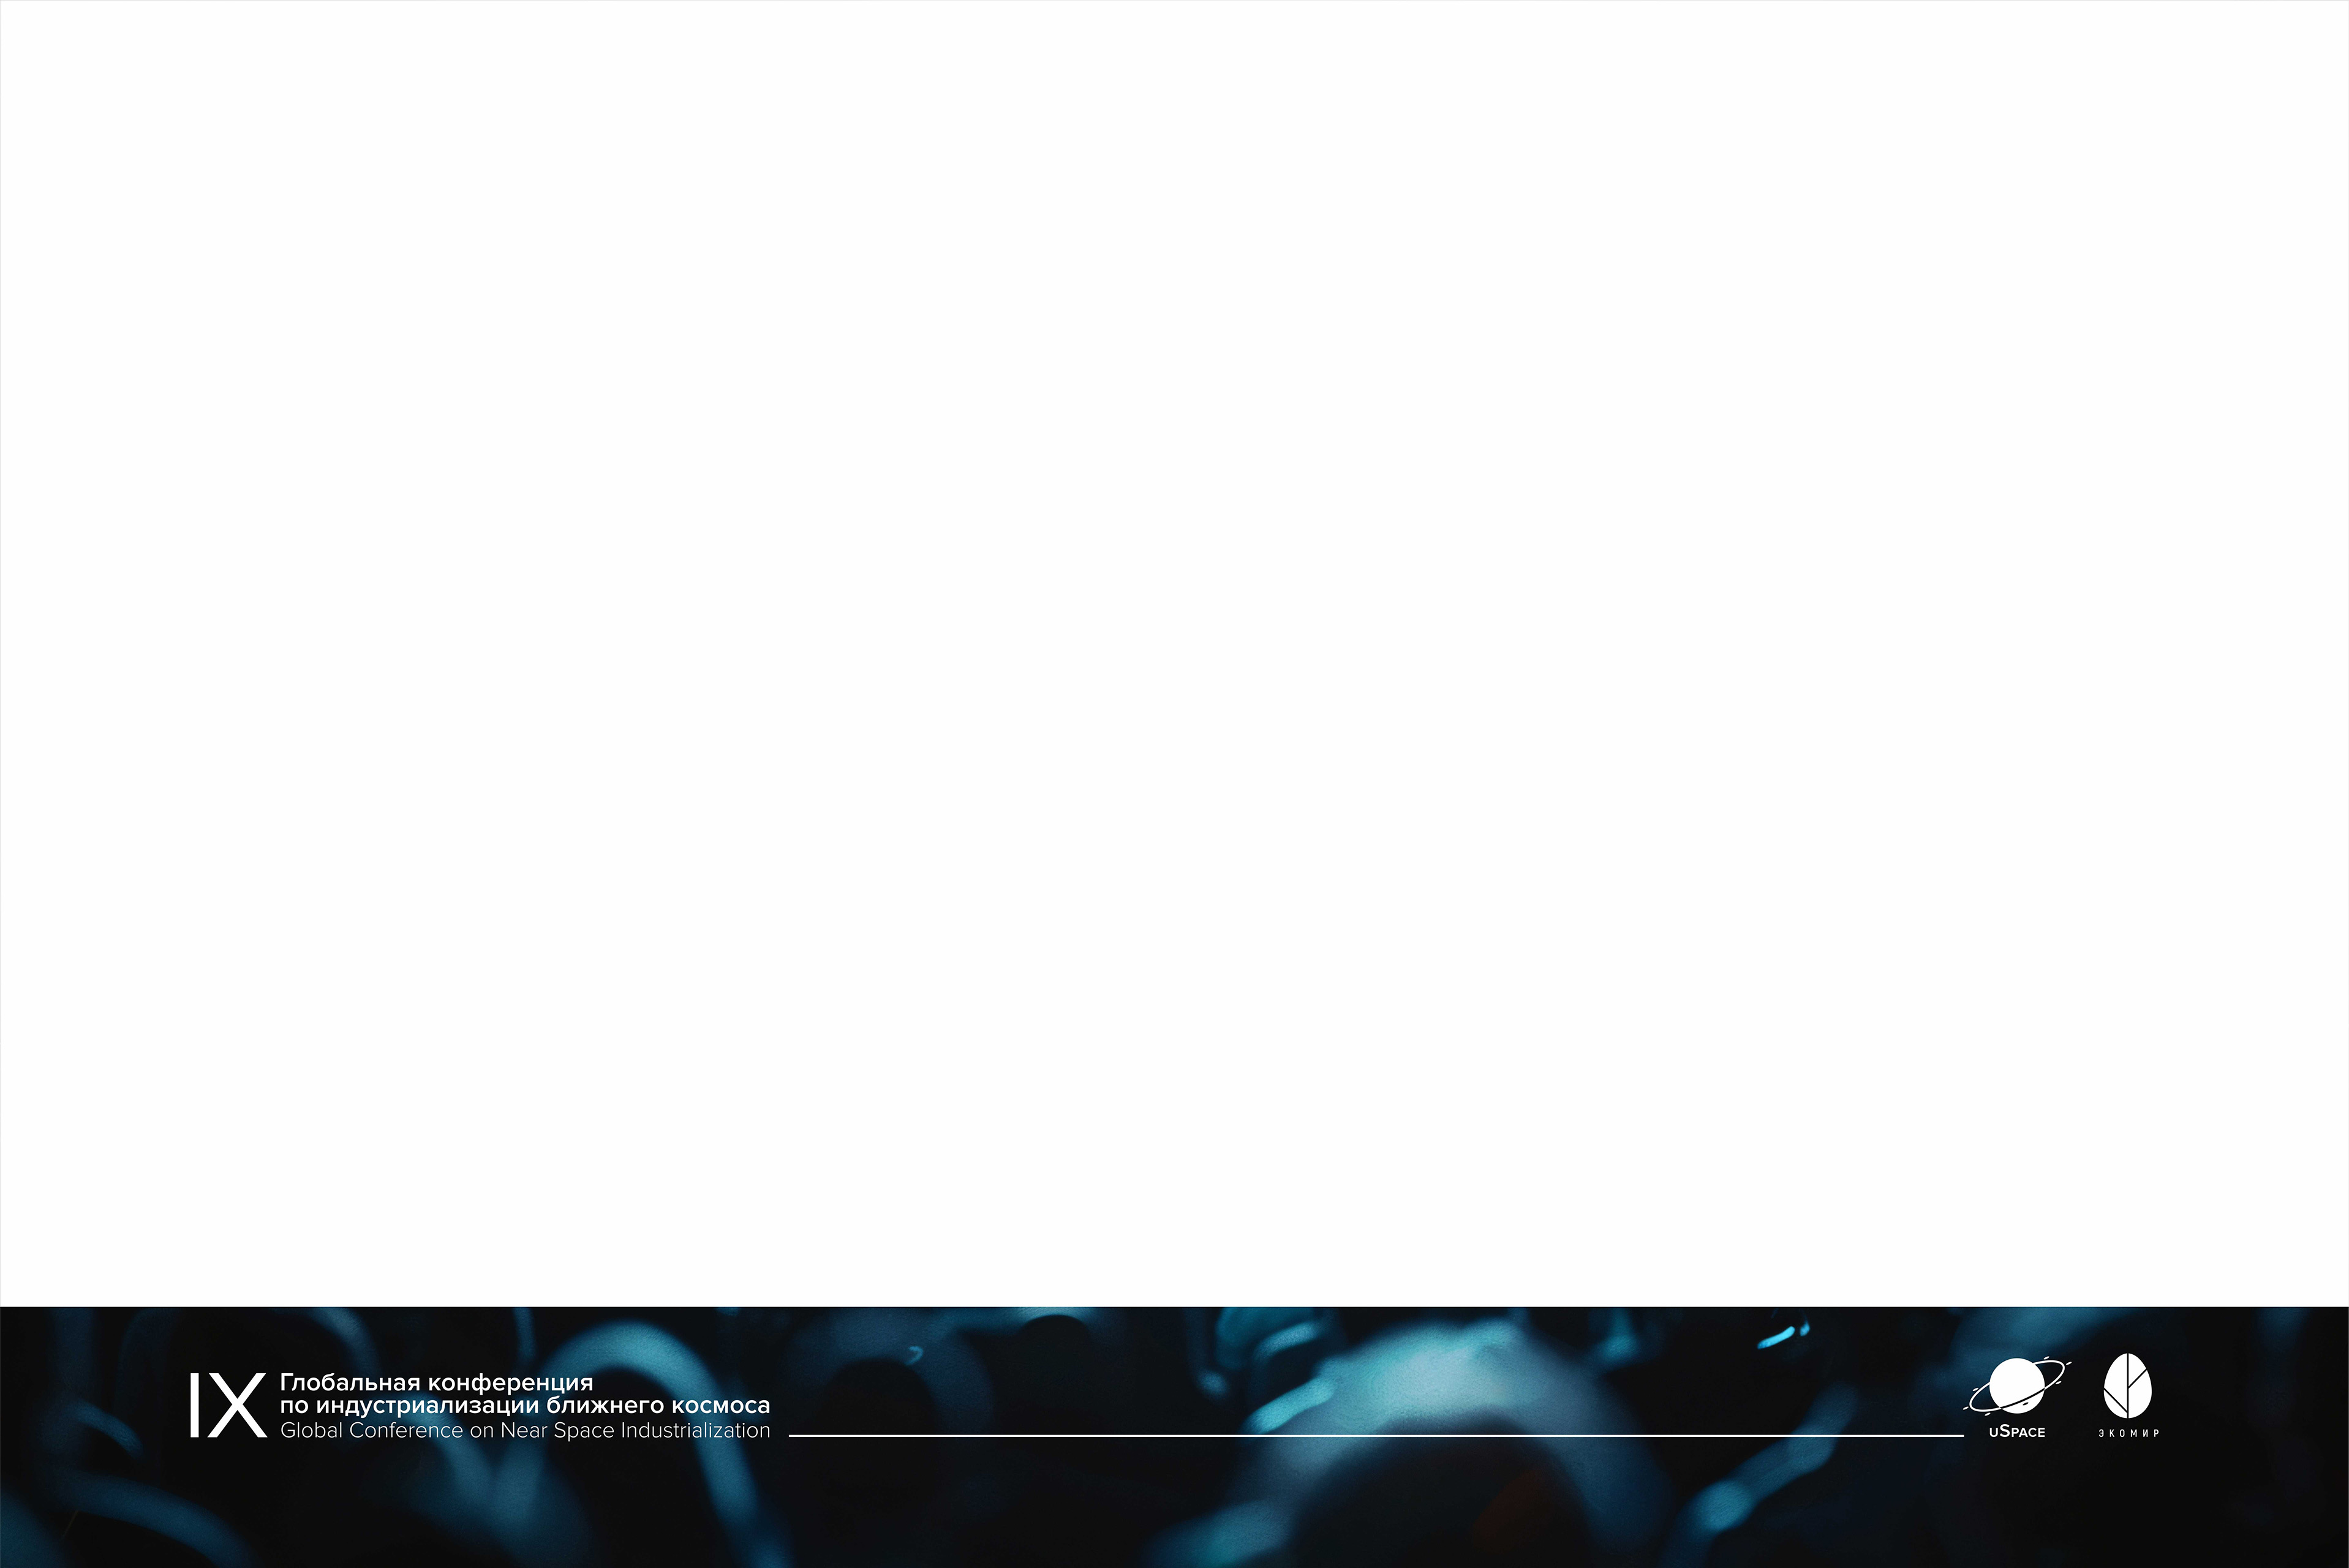 IX
Глобальная конференция
по индустриализации ближнего космоса
Global Conference on Near Space Industrialization
uSPACE
ЭКОМИР